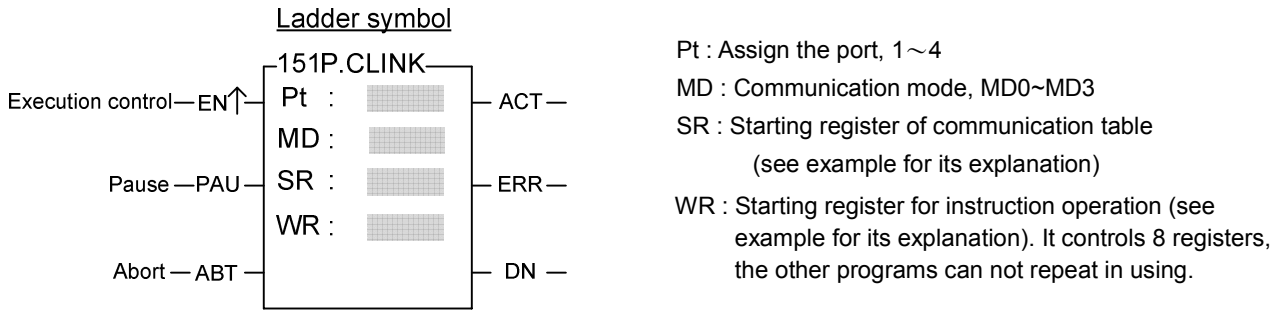 Ladder symbol
151P.CLINK
Execution control EN↑ Pt : ACT
MD :
Pause PAU SR : ERR
WR :
Abort ABT DN
Pt : Assign the port, 1～4
MD : Communication mode, MD0~MD3
SR : Starting register of communication table
(see example for its explanation)
WR : Starting register for instruction operation (see
example for its explanation). It controls 8 registers,
the other programs can not repeat in using.